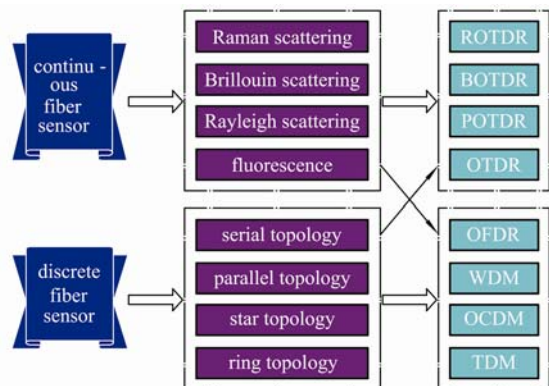 continu - 
ous
fiber
sensor
Raman scattering
Brillouin scattering
Rayleigh scattering
fluorescence
ROTDR
BOTDR
POTDR
OTDR
discrete
fiber
sensor
serial topology
parallel topology
star topology
ring topology
OFDR
WDM
OCDM
TDM